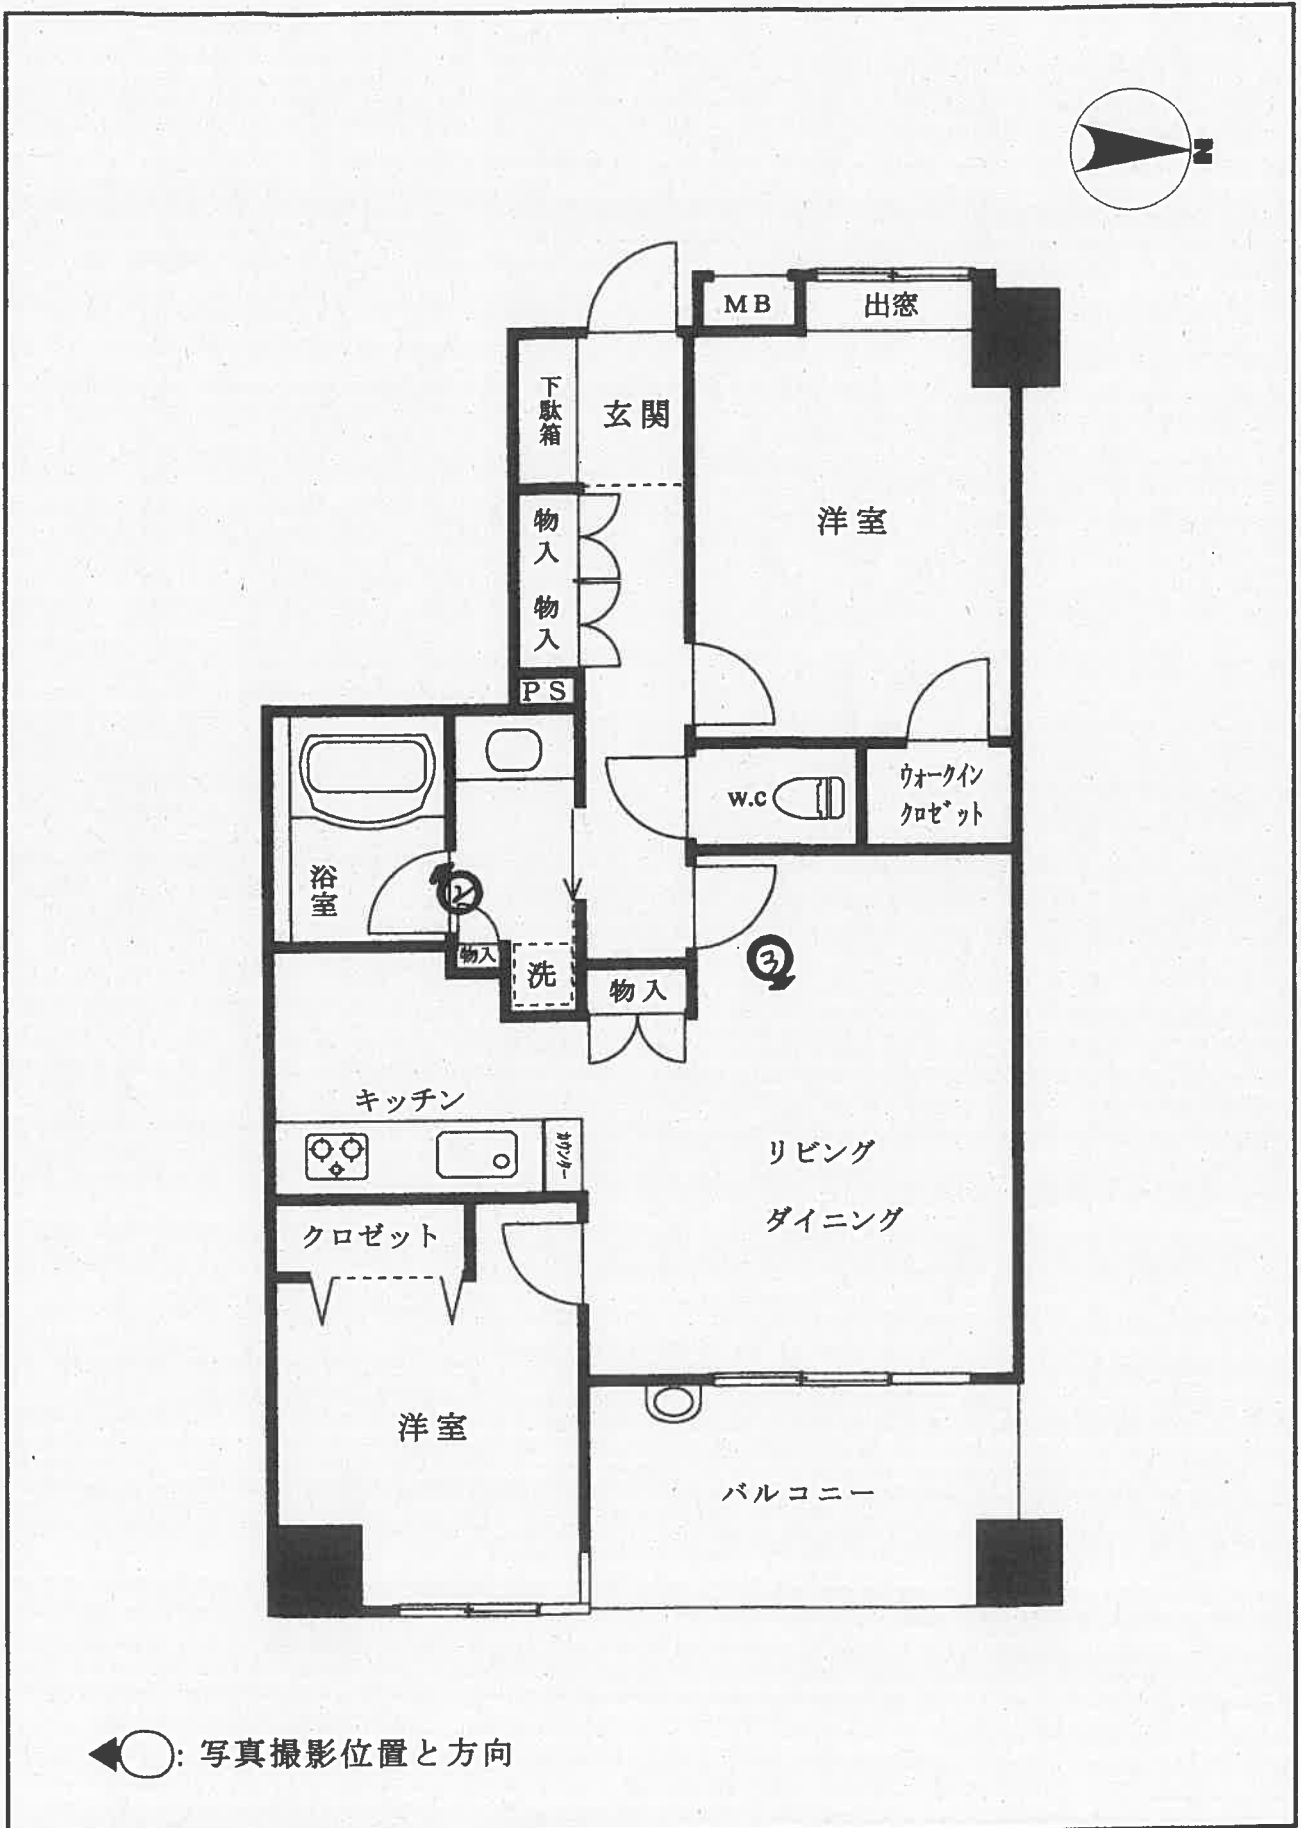 N
MB
出窓
下駄箱
玄関
洋室
物入
物入
PS
w.c
ウォークイン
クロゼット
浴室
2
物入
洗
3
物入
キッチン
カウンター
リビング
ダイニング
クロゼット
洋室
バルコニー
: 写真撮影位置と方向